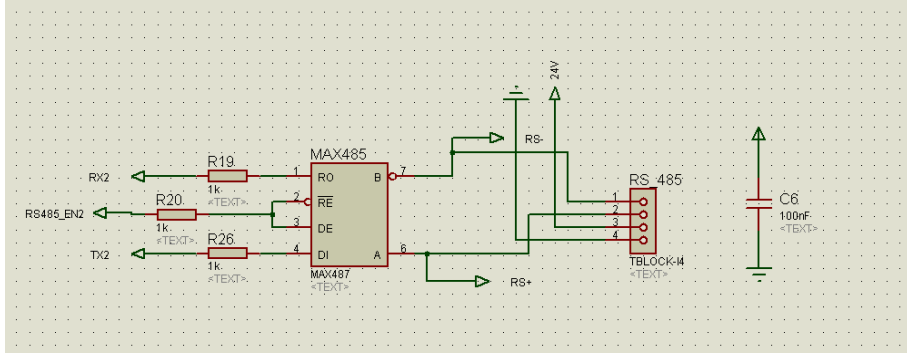 24V
RS-
MAX485
R19
RX2
1
RO
B
7
1k
<TEXT>
RS_485
R20
2
RE
1
RS485_EN2
2
C6
1k
3
DE
3
100nF
<TEXT>
R26
4
<TEXT>
TX2
4
DI
A
6
1k
MAX487
TBLOCK-I4
<TEXT>
<TEXT>
<TEXT>
RS+